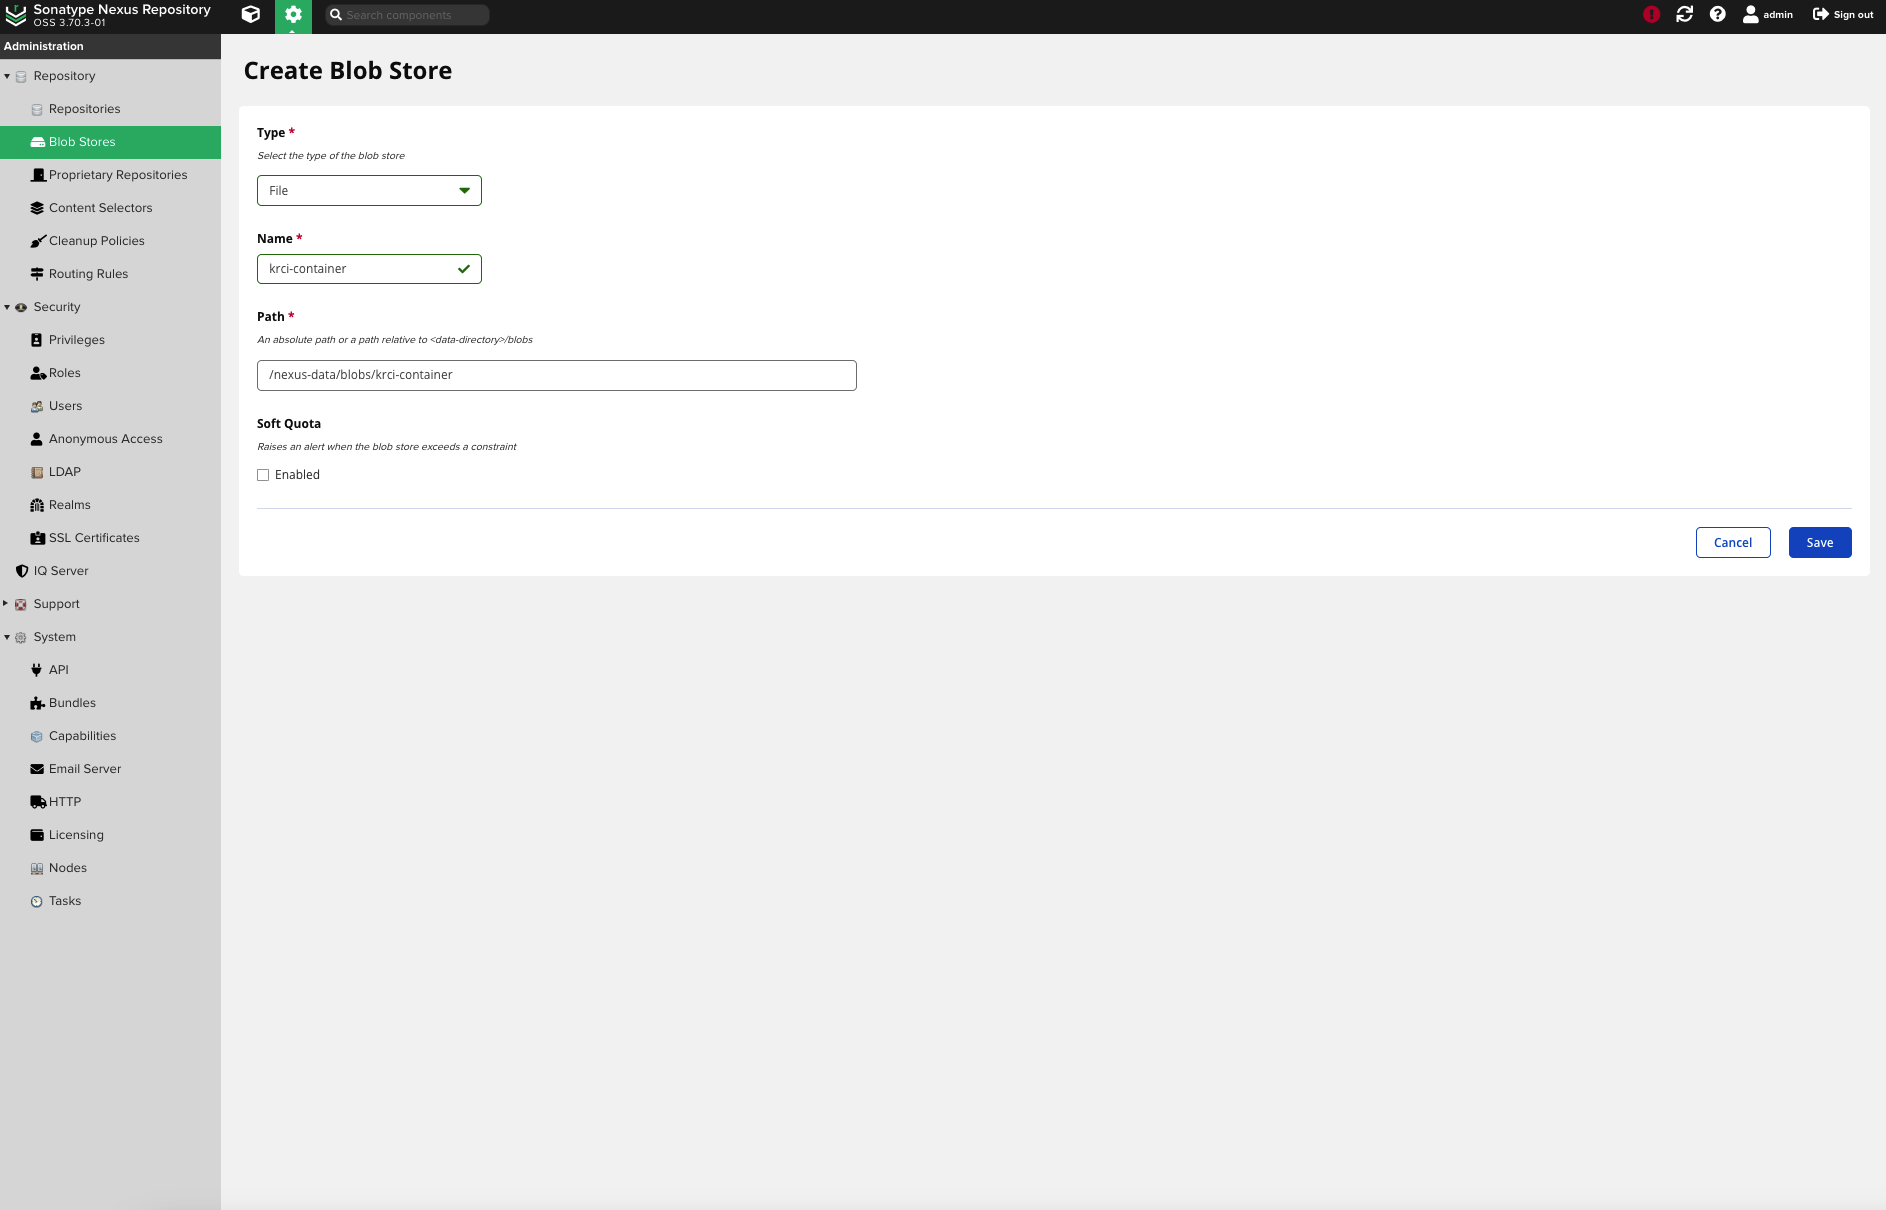 Sonatype Nexus Repository
OSS 3.70.3-01
Search components
admin
Sign out
Administration
Repository
Repositories
Blob Stores
Proprietary Repositories
Content Selectors
Cleanup Policies
Routing Rules
Security
Privileges
Roles
Users
Anonymous Access
LDAP
Realms
SSL Certificates
IQ Server
Support
System
API
Bundles
Capabilities
Email Server
HTTP
Licensing
Nodes
Tasks
Create Blob Store
Type *
Select the type of the blob store
File
Name *
krci-container
Path *
An absolute path or a path relative to <data-directory>/blobs
/nexus-data/blobs/krci-container
Soft Quota
Raises an alert when the blob store exceeds a constraint
Enabled
Cancel
Save